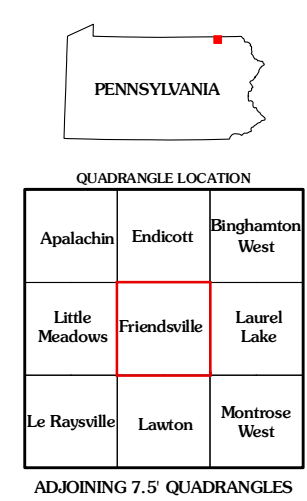 PENNSYLVANIA
QUADRANGLE LOCATION
Apalachin
Endicott
Binghamton
West
Little
Meadows
Friendsville
Laurel
Lake
Le Raysville
Lawton
Montrose
West
ADJOINING 7.5' QUADRANGLES